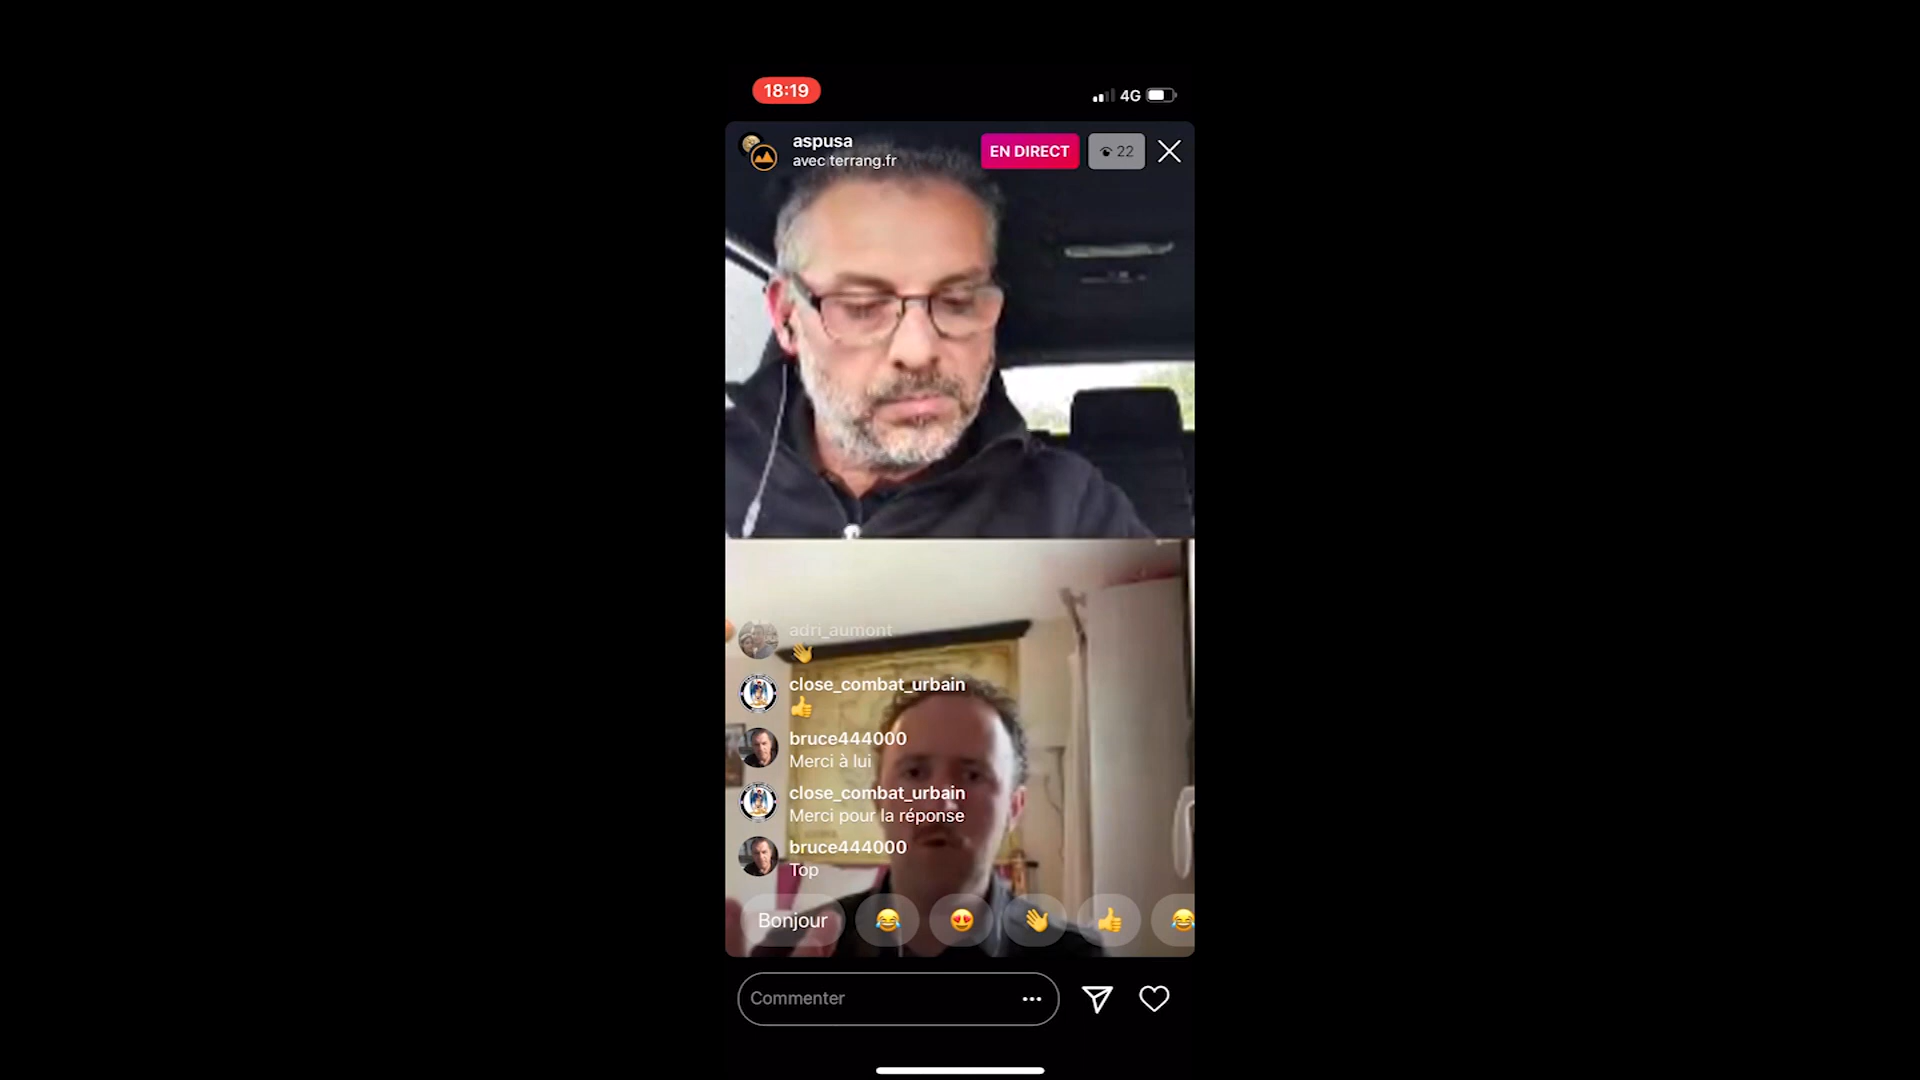 18:19
4G
aspusa
avec terrang.fr
EN DIRECT
22
adri_aumont
👋
close_combat_urbain
👍
bruce444000
Merci à lui
close_combat_urbain
Merci pour la réponse
bruce444000
Top
Bonjour 😂 😍 👋 👍 😂
Commenter